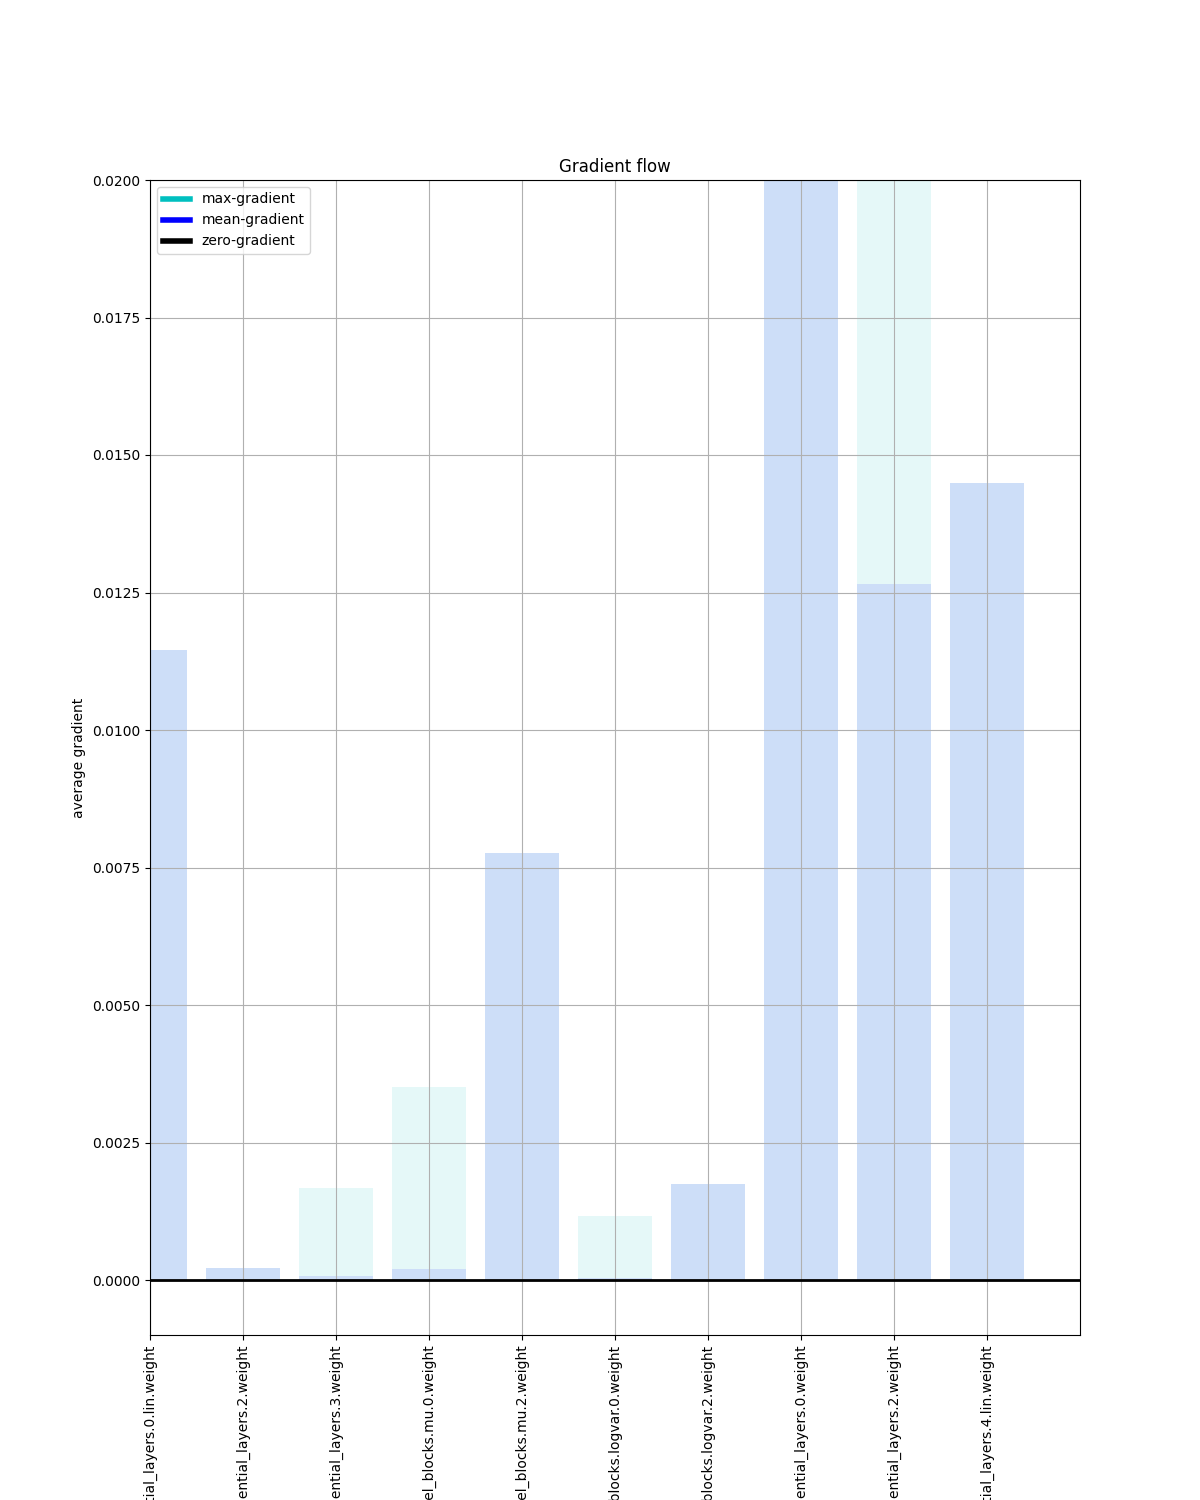 Gradient flow
max-gradient
mean-gradient
zero-gradient
0.0200
0.0175
0.0150
0.0125
0.0100
0.0075
0.0050
0.0025
0.0000
average gradient
tial_layers.0.lin.weight
ential_layers.2.weight
ential_layers.3.weight
el_blocks.mu.0.weight
el_blocks.mu.2.weight
blocks.logvar.0.weight
blocks.logvar.2.weight
ential_layers.0.weight
ential_layers.2.weight
tial_layers.4.lin.weight